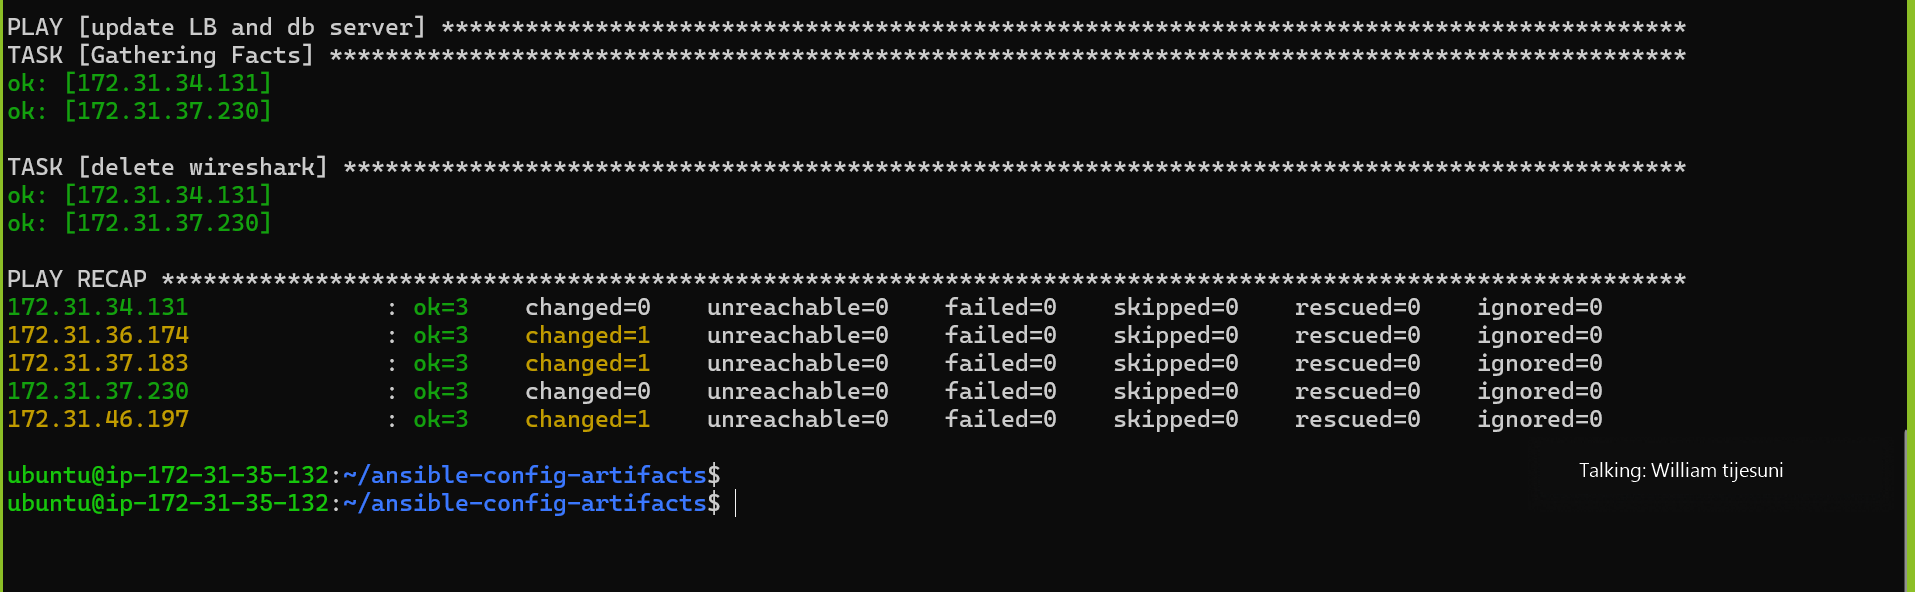 PLAY [update LB and db server] *****************************************************************************************
TASK [Gathering Facts] *************************************************************************************************
ok: [172.31.34.131]
ok: [172.31.37.230]
TASK [delete wireshark] ************************************************************************************************
ok: [172.31.34.131]
ok: [172.31.37.230]
PLAY RECAP *************************************************************************************************************
172.31.34.131 : ok=3 changed=0 unreachable=0 failed=0 skipped=0 rescued=0 ignored=0
172.31.36.174 : ok=3 changed=1 unreachable=0 failed=0 skipped=0 rescued=0 ignored=0
172.31.37.183 : ok=3 changed=1 unreachable=0 failed=0 skipped=0 rescued=0 ignored=0
172.31.37.230 : ok=3 changed=0 unreachable=0 failed=0 skipped=0 rescued=0 ignored=0
172.31.46.197 : ok=3 changed=1 unreachable=0 failed=0 skipped=0 rescued=0 ignored=0
ubuntu@ip-172-31-35-132:~/ansible-config-artifacts$
Talking: William tijesuni
ubuntu@ip-172-31-35-132:~/ansible-config-artifacts$